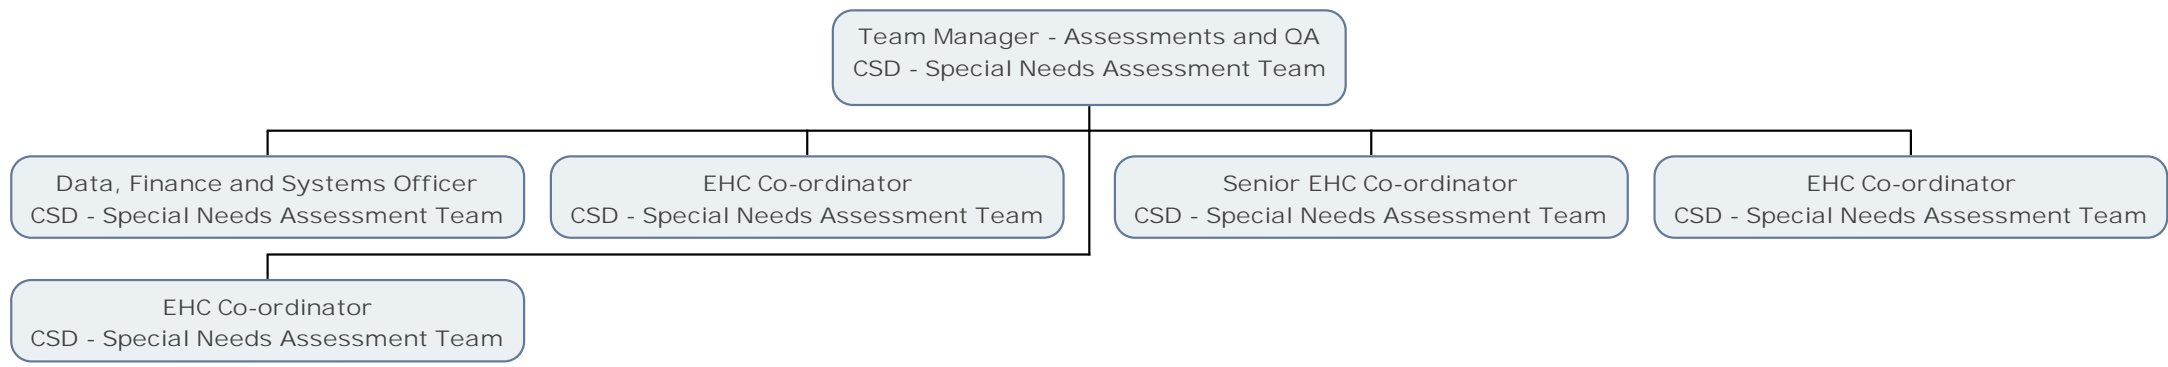 Team Manager - Assessments and QA
CSD - Special Needs Assessment Team
Data, Finance and Systems Officer
CSD - Special Needs Assessment Team
EHC Co-ordinator
CSD - Special Needs Assessment Team
Senior EHC Co-ordinator
CSD - Special Needs Assessment Team
EHC Co-ordinator
CSD - Special Needs Assessment Team
EHC Co-ordinator
CSD - Special Needs Assessment Team